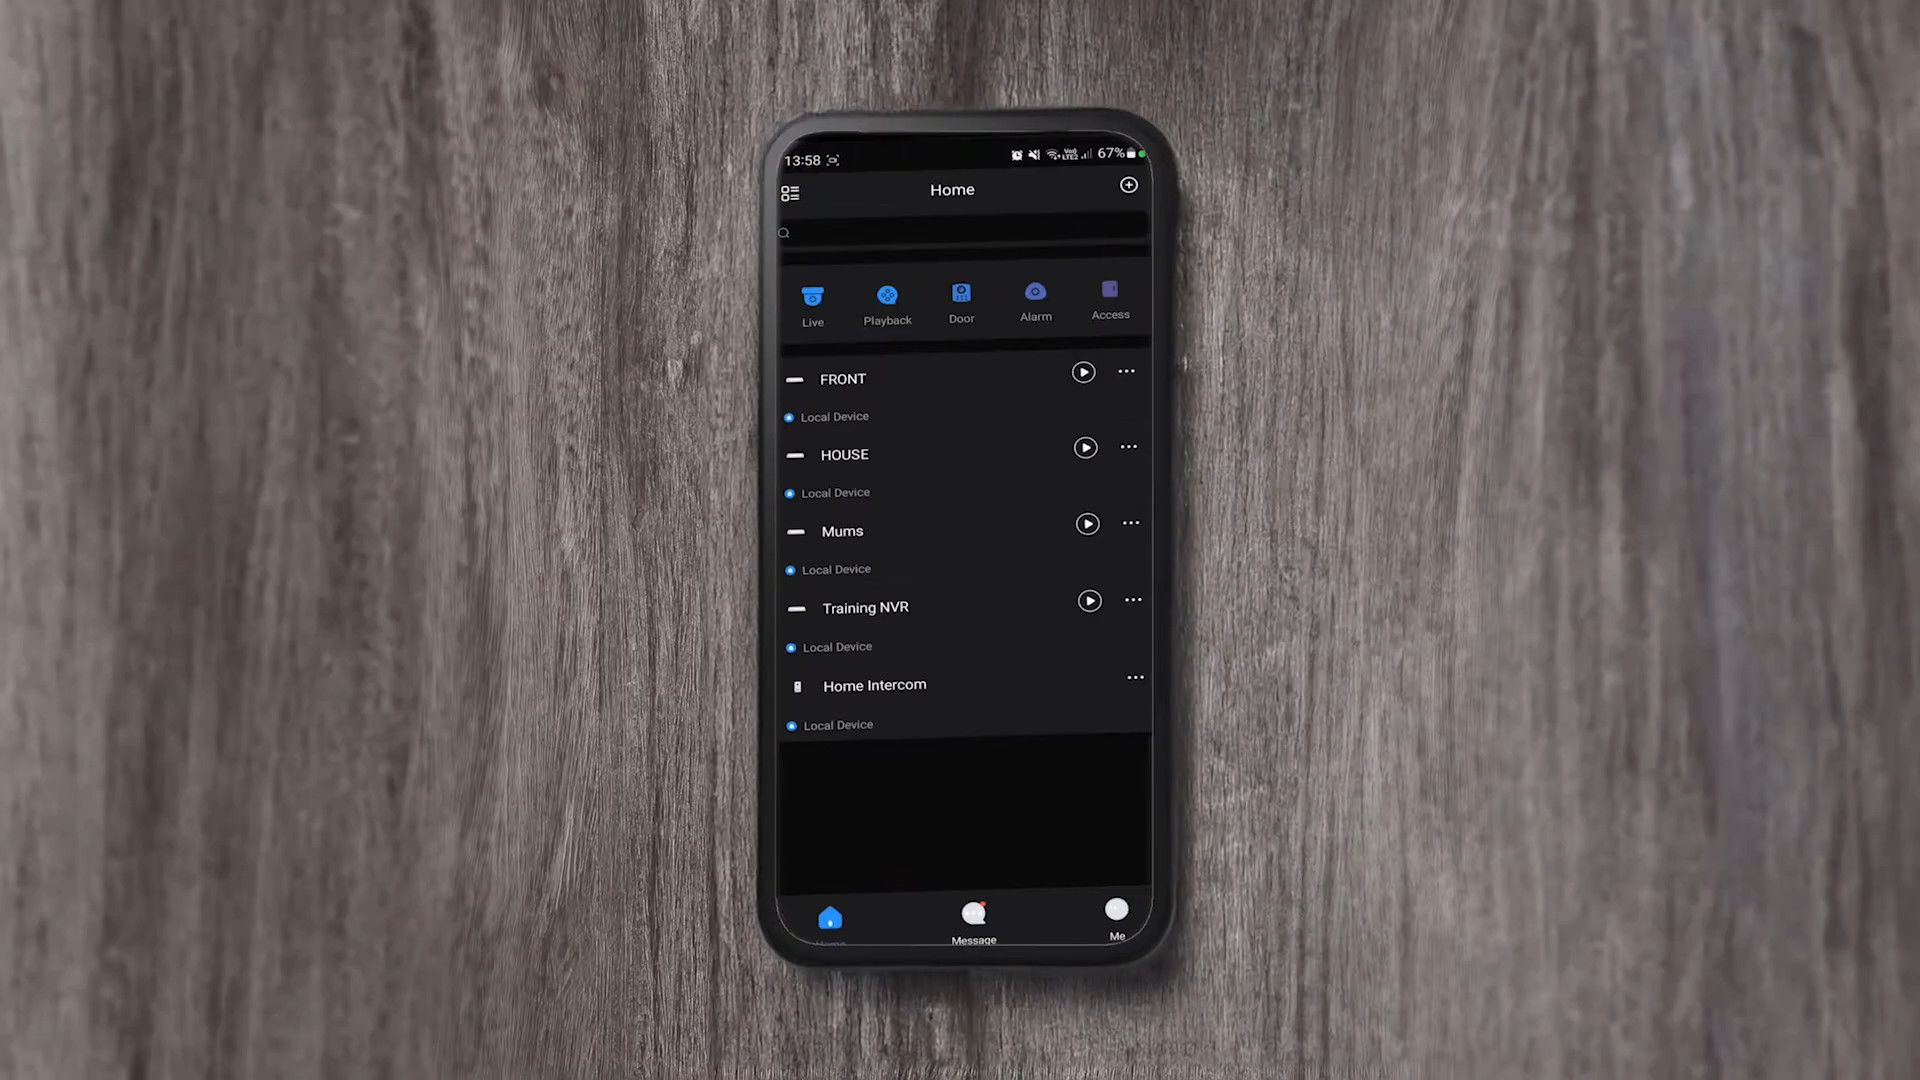 13:58 67%
Home
Live Playback Door Alarm Access
FRONT
Local Device
HOUSE
Local Device
Mums
Local Device
Training NVR
Local Device
Home Intercom
Local Device
Message Me